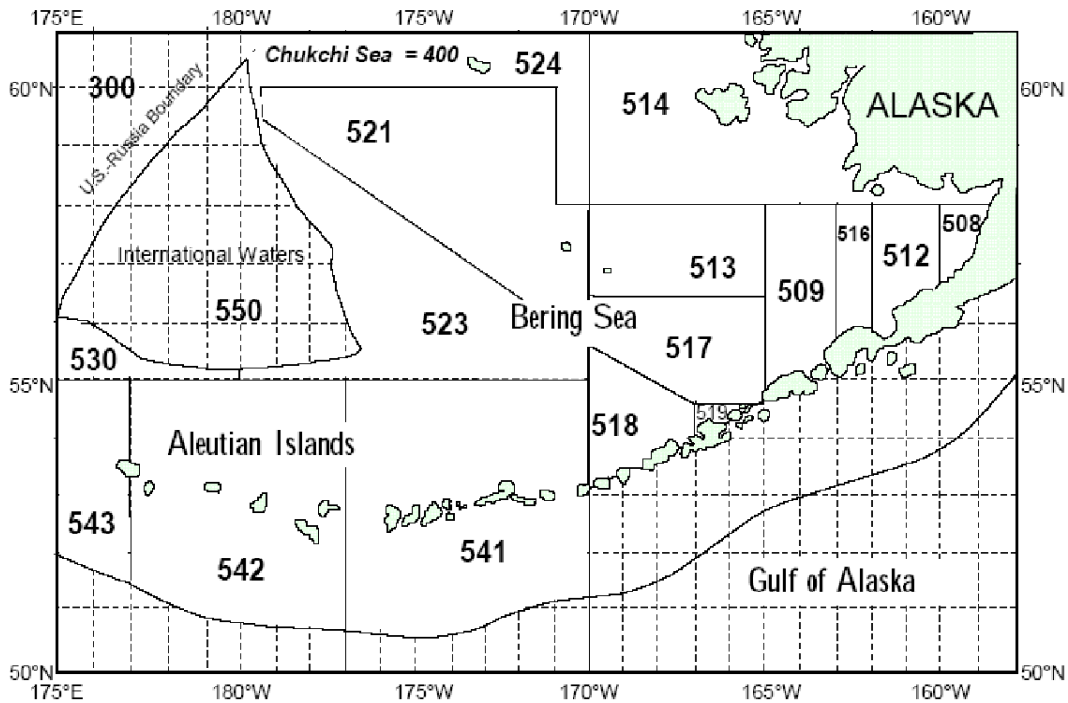 175°E 180°W 175°W 170°W 165°W 160°W
Chukchi Sea = 400
524
300
60°N
60°N
514
ALASKA
521
U.S.-Russia Boundary
508
516
512
International Waters
513
509
550
Bering Sea
523
517
530
55°N
55°N
519
518
Aleutian Islands
543
541
542
Gulf of Alaska
50°N
50°N
175°E 180°W 175°W 170°W 165°W 160°W